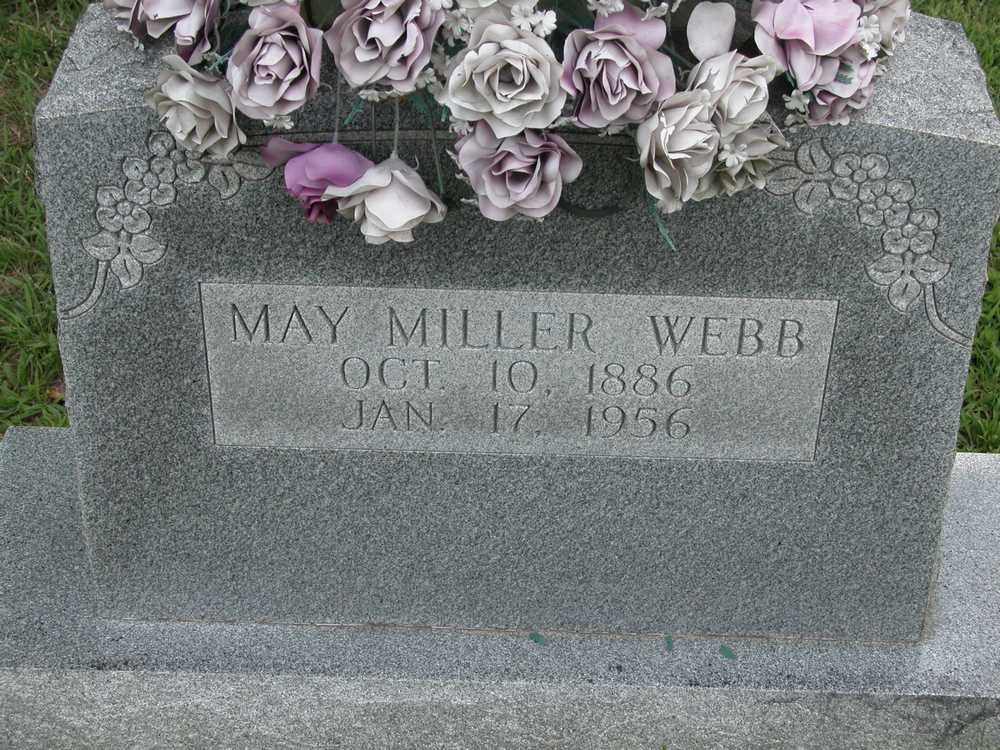 MAY MILLER WEBB
OCT. 10, 1886
JAN. 17, 1956